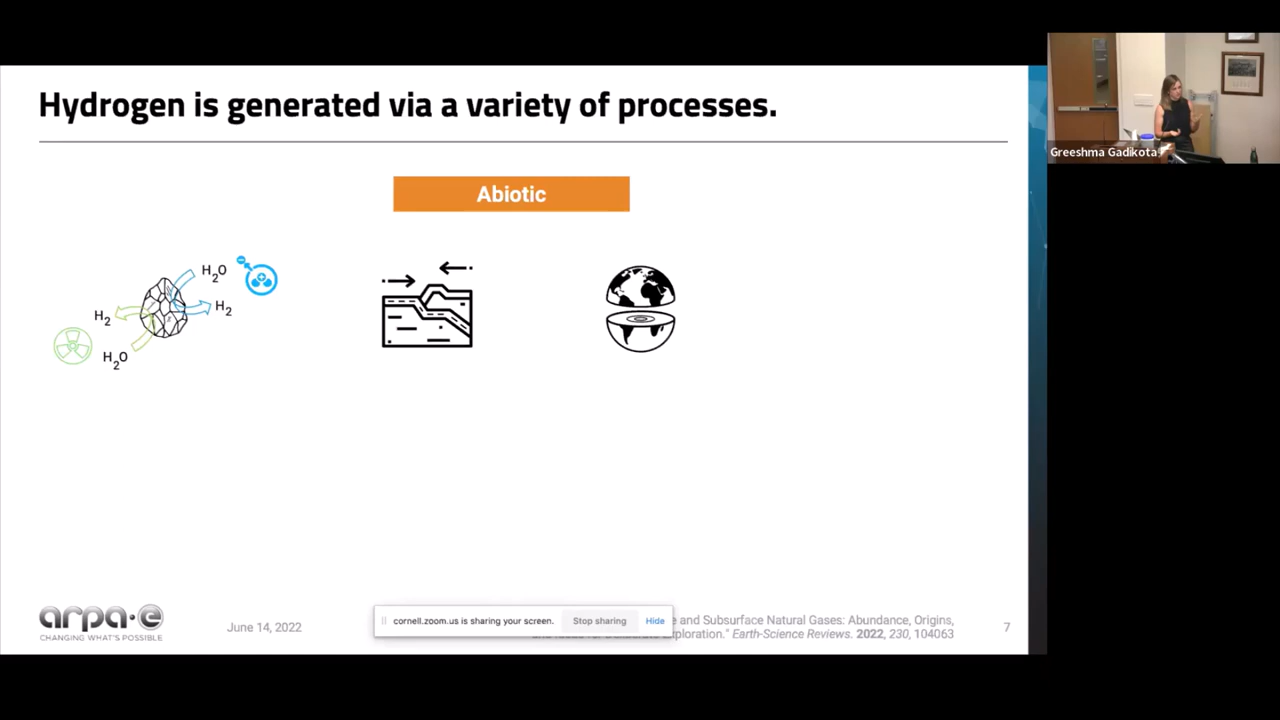 Hydrogen is generated via a variety of processes.
Greeshma Gadikota
Abiotic
H2O
H2
H2
H2O
arpa·e
CHANGING WHAT'S POSSIBLE
June 14, 2022
cornell.zoom.us is sharing your screen.
Stop sharing
Hide
e and Subsurface Natural Gases: Abundance, Origins,
ploration." Earth-Science Reviews. 2022, 230, 104063
7